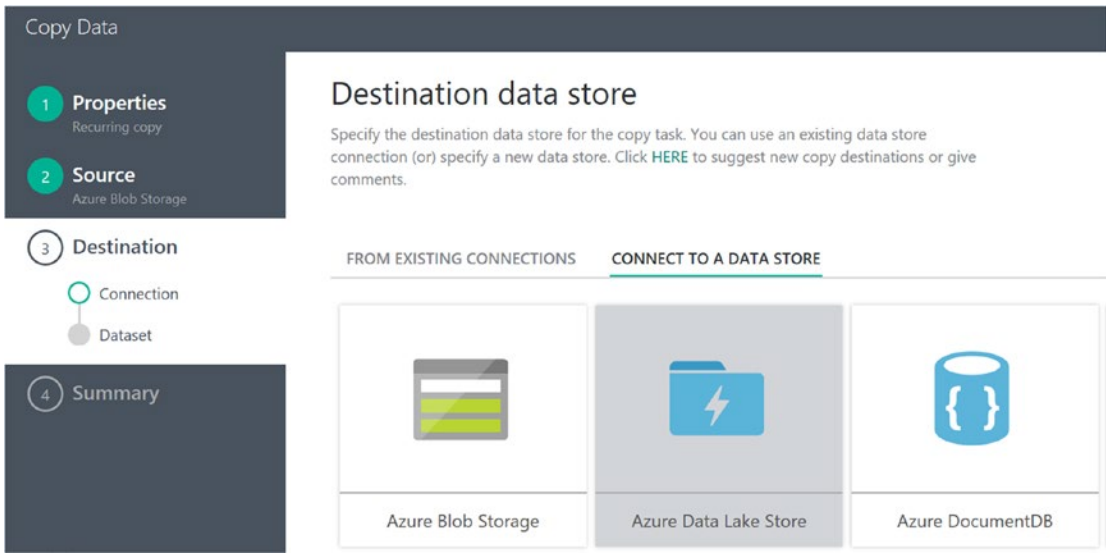 Copy Data
1 Properties
Recurring copy
2 Source
Azure Blob Storage
3 Destination
Connection
Dataset
4 Summary
Destination data store
Specify the destination data store for the copy task. You can use an existing data store
connection (or) specify a new data store. Click HERE to suggest new copy destinations or give
comments.
FROM EXISTING CONNECTIONS CONNECT TO A DATA STORE
{ }
Azure Blob Storage Azure Data Lake Store Azure DocumentDB